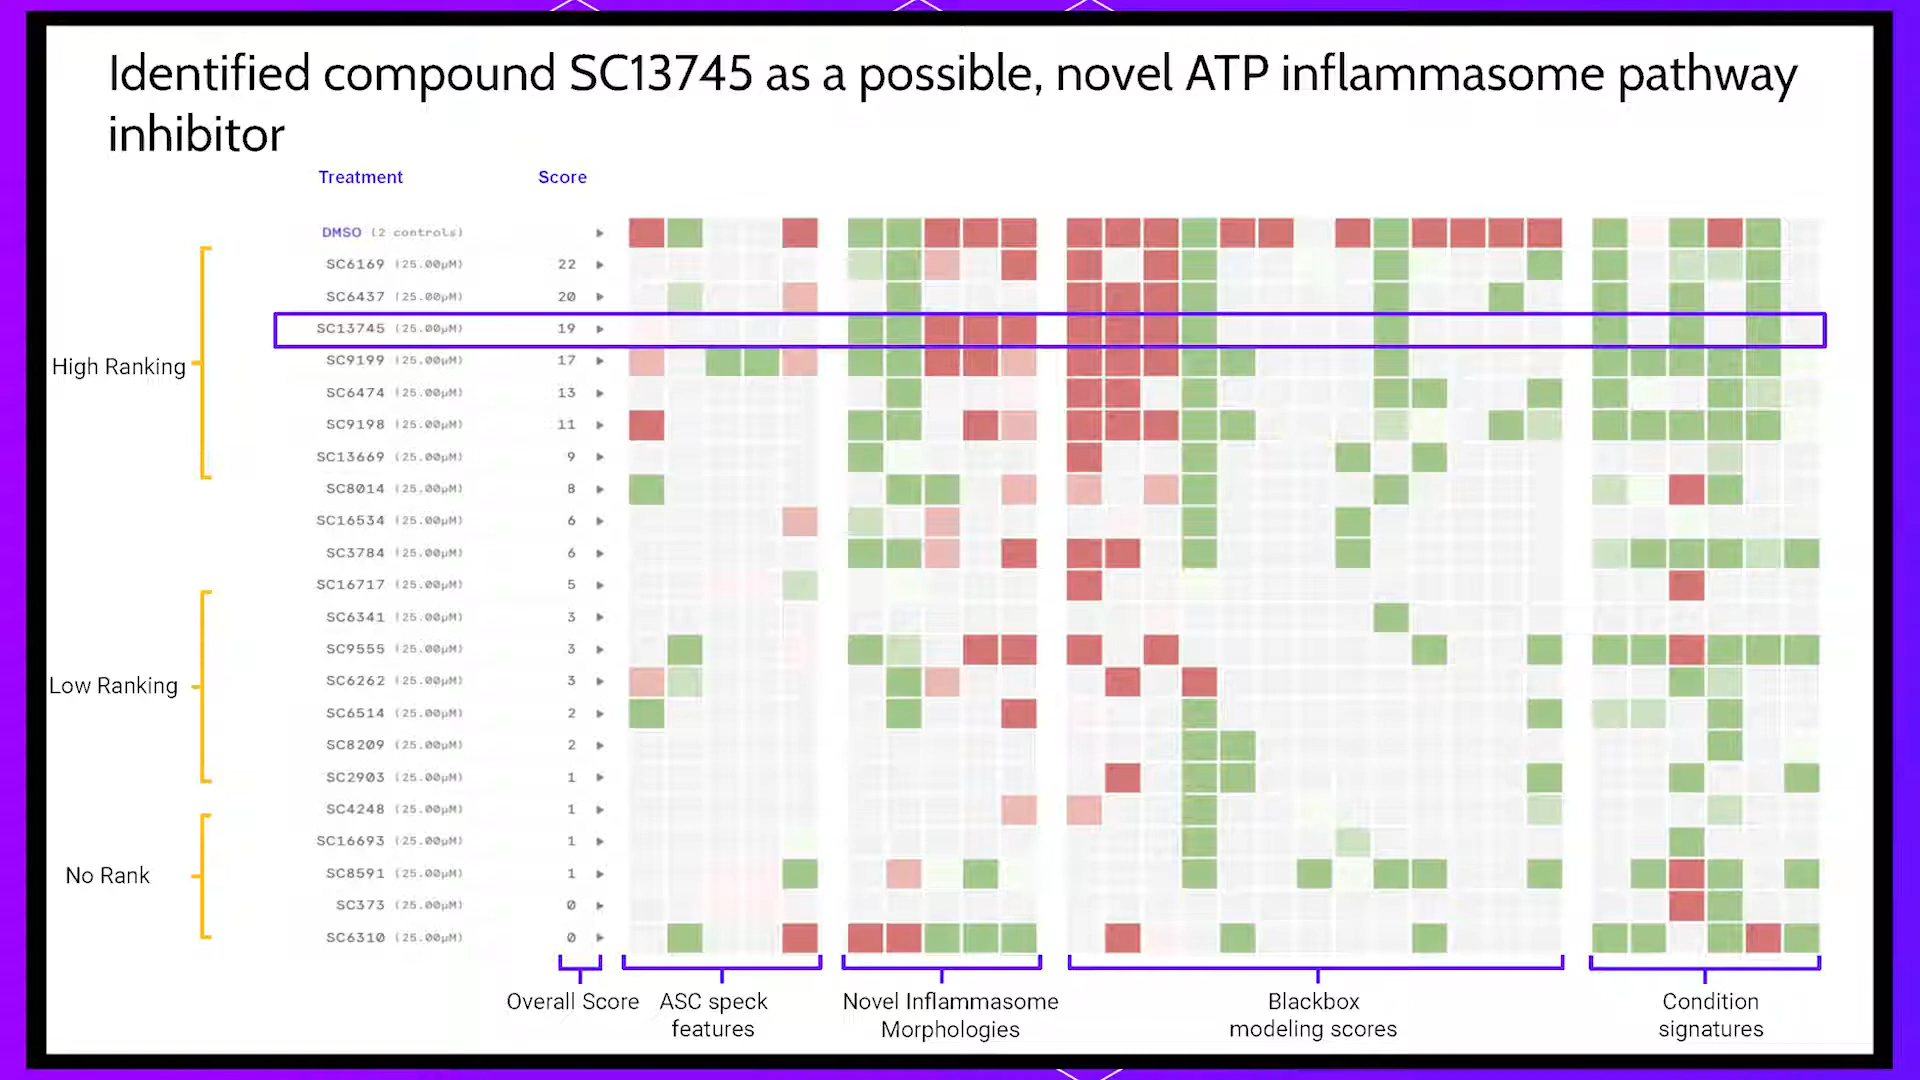 Identified compound SC13745 as a possible, novel ATP inflammasome pathway
inhibitor
Treatment Score
DMSO (2 controls)
SC6169 (25.00µM) 22
SC6437 (25.00µM) 20
SC13745 (25.00µM) 19
SC9199 (25.00µM) 17
SC6474 (25.00µM) 13
SC9198 (25.00µM) 11
SC13669 (25.00µM) 9
SC8014 (25.00µM) 8
SC16534 (25.00µM) 6
SC3784 (25.00µM) 6
SC16717 (25.00µM) 5
SC6341 (25.00µM) 3
SC9555 (25.00µM) 3
SC6262 (25.00µM) 3
SC6514 (25.00µM) 2
SC8209 (25.00µM) 2
SC2903 (25.00µM) 1
SC4248 (25.00µM) 1
SC16693 (25.00µM) 1
SC8591 (25.00µM) 1
SC373 (25.00µM) 0
SC6310 (25.00µM) 0
High Ranking
Low Ranking
No Rank
Overall Score
ASC speck
features
Novel Inflammasome
Morphologies
Blackbox
modeling scores
Condition
signatures